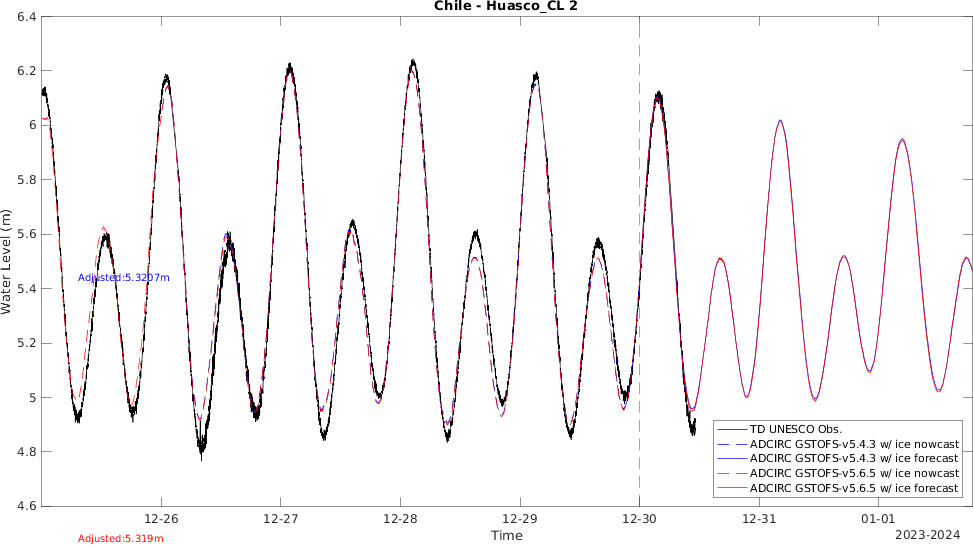 Chile - Huasco_CL 2
6.4
6.2
6
5.8
5.6
5.4
5.2
5
4.8
4.6
Water Level (m)
Adjusted:5.3207m
TD UNESCO Obs.
ADCIRC GSTOFS-v5.4.3 w/ ice nowcast
ADCIRC GSTOFS-v5.4.3 w/ ice forecast
ADCIRC GSTOFS-v5.6.5 w/ ice nowcast
ADCIRC GSTOFS-v5.6.5 w/ ice forecast
12-26 12-27 12-28 12-29 12-30 12-31 01-01
Time
2023-2024
Adjusted:5.319m